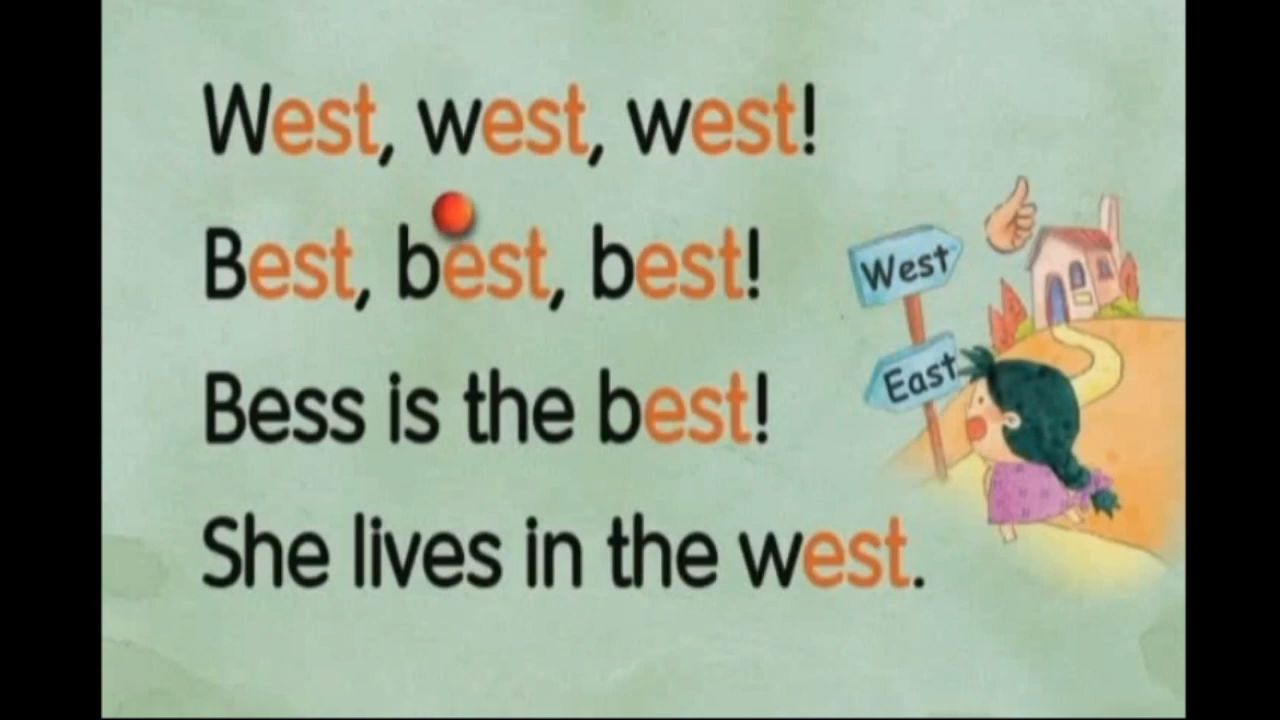 West, west, west!
Best, best, best!
Bess is the best!
She lives in the west.
West
East